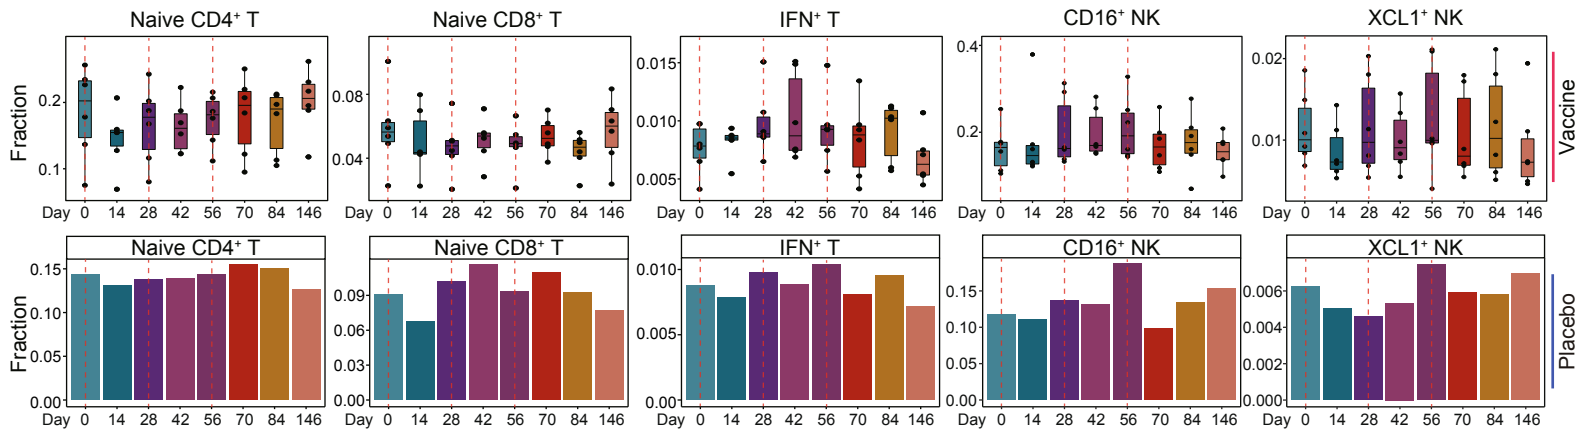 Naive CD4⁺ T
Naive CD8⁺ T
IFN⁺ T
CD16⁺ NK
XCL1⁺ NK
Fraction
0.2
0.1
Day 0 14 28 42 56 70 84 146
0.08
0.04
Day 0 14 28 42 56 70 84 146
0.015
0.010
0.005
Day 0 14 28 42 56 70 84 146
0.4
0.2
Day 0 14 28 42 56 70 84 146
0.02
0.01
Day 0 14 28 42 56 70 84 146
Vaccine
Naive CD4⁺ T
Naive CD8⁺ T
IFN⁺ T
CD16⁺ NK
XCL1⁺ NK
Fraction
0.15
0.10
0.05
0.00
Day 0 14 28 42 56 70 84 146
0.09
0.06
0.03
0.00
Day 0 14 28 42 56 70 84 146
0.010
0.005
0.00
Day 0 14 28 42 56 70 84 146
0.15
0.10
0.05
0.00
Day 0 14 28 42 56 70 84 146
0.006
0.004
0.002
0.000
Day 0 14 28 42 56 70 84 146
Placebo